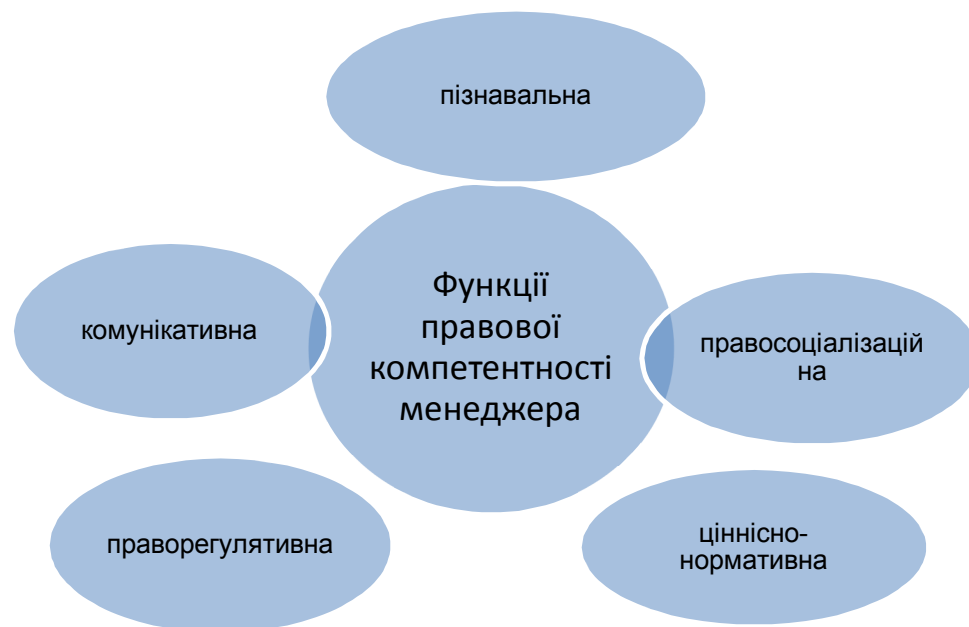 пізнавальна
Функції
правової
компетентності
менеджера
комунікативна
правосоціалізацій
на
праворегулятивна
ціннісно-
нормативна